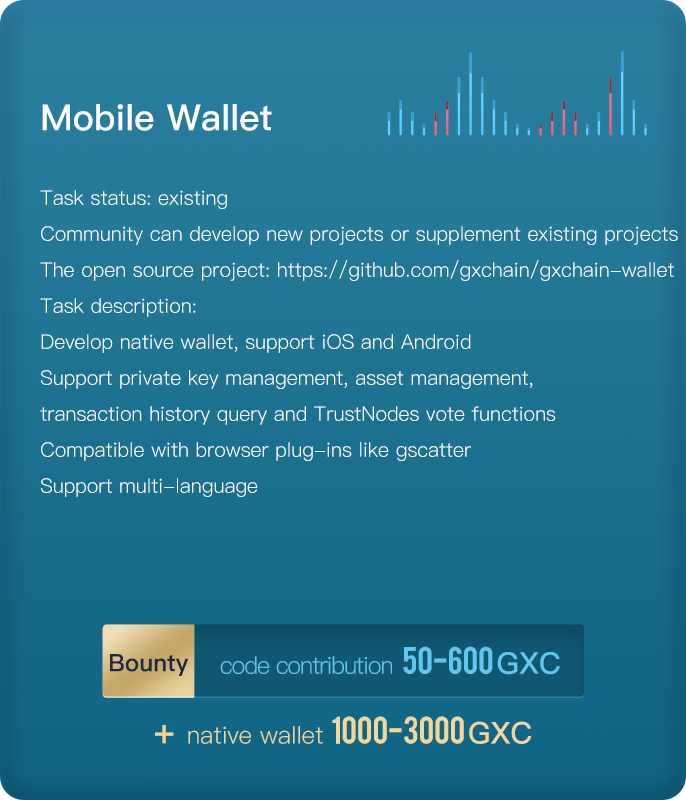 Mobile Wallet
Task status: existing
Community can develop new projects or supplement existing projects
The open source project: https://github.com/gxchain/gxchain-wallet
Task description:
Develop native wallet, support iOS and Android
Support private key management, asset management,
transaction history query and TrustNodes vote functions
Compatible with browser plug-ins like gscatter
Support multi-language
Bounty code contribution 50-600 GXC
+ native wallet 1000-3000 GXC